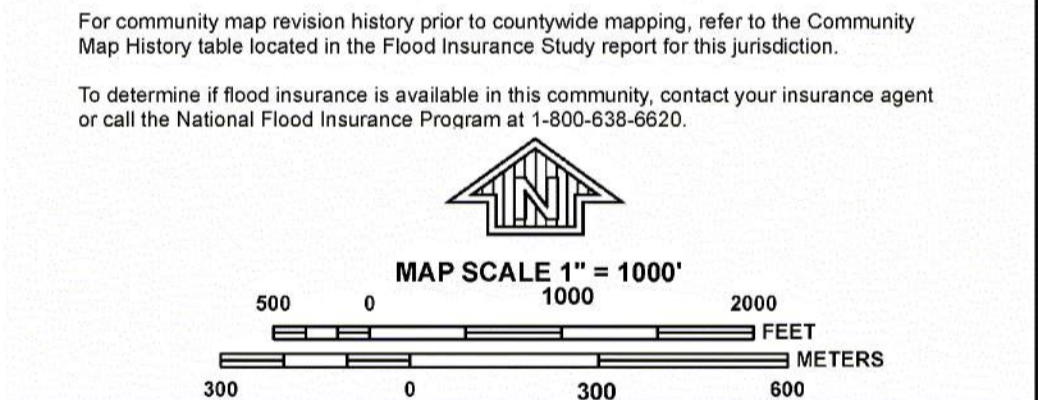 For community map revision history prior to countywide mapping, refer to the Community
Map History table located in the Flood Insurance Study report for this jurisdiction.
To determine if flood insurance is available in this community, contact your insurance agent
or call the National Flood Insurance Program at 1-800-638-6620.
N
MAP SCALE 1" = 1000'
500 0 1000 2000
FEET
METERS
300 0 300 600